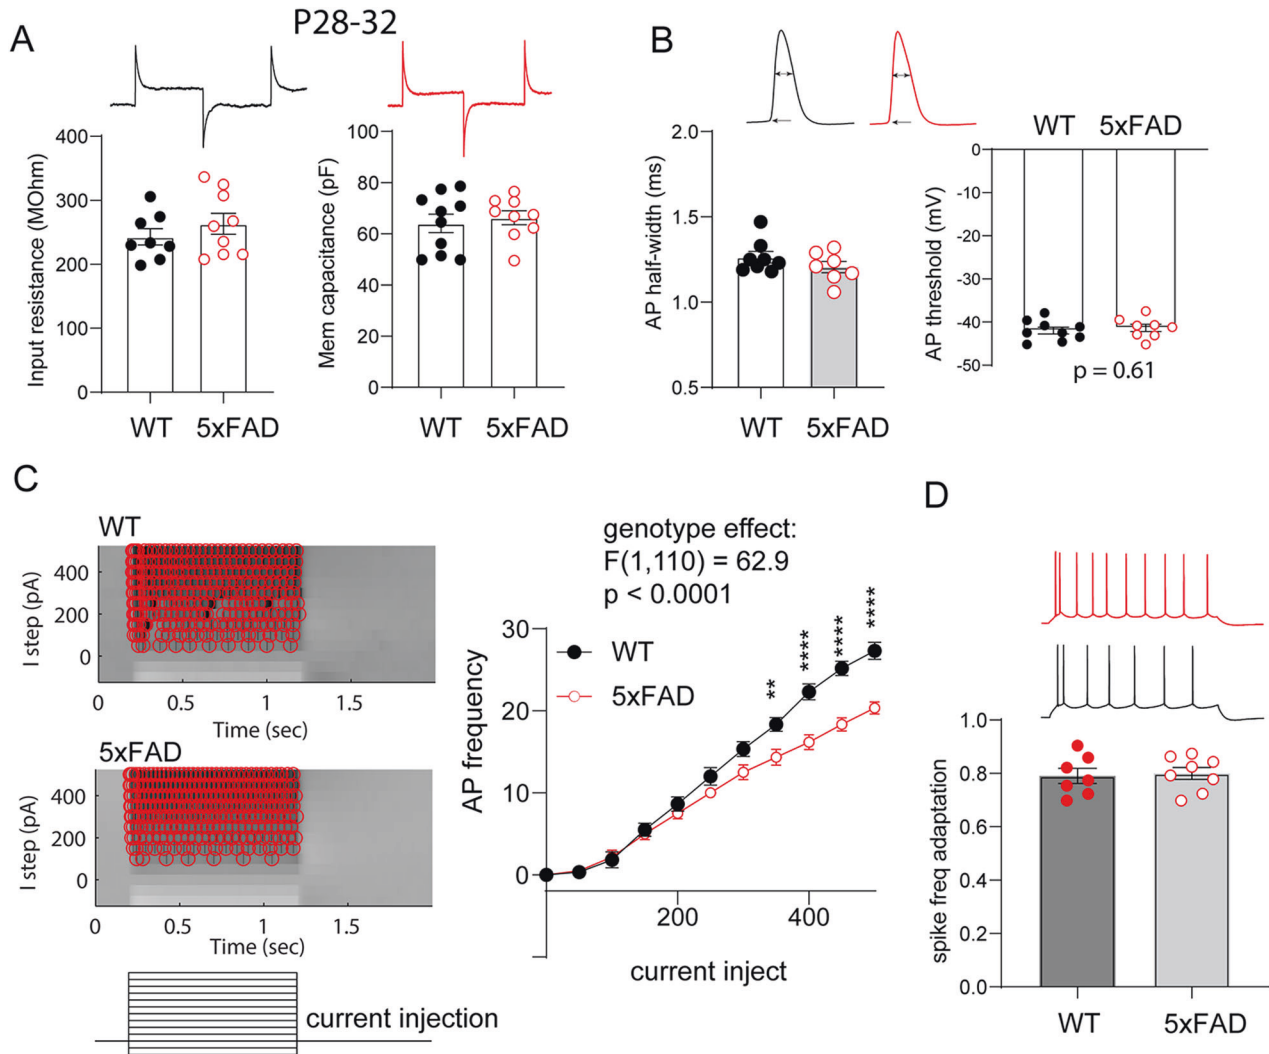 P28-32
A
400
300
200
100
0
Input resistance (MOhm)
WT 5xFAD
100
80
60
40
20
0
Mem capacitance (pF)
WT 5xFAD
B
2.0
1.5
1.0
0.5
AP half-width (ms)
WT 5xFAD
WT 5xFAD
0
-10
-20
-30
-40
-50
AP threshold (mV)
p = 0.61
C
WT
400
200
0
I step (pA)
0 0.5 1 1.5
Time (sec)
5xFAD
400
200
0
I step (pA)
0 0.5 1 1.5
Time (sec)
current injection
genotype effect:
F(1,110) = 62.9
p < 0.0001
30
20
10
0
AP frequency
WT
5xFAD
**
****
****
****
200 400
current inject
D
1.0
0.8
0.6
0.4
0.2
0.0
spike freq adaptation
WT 5xFAD